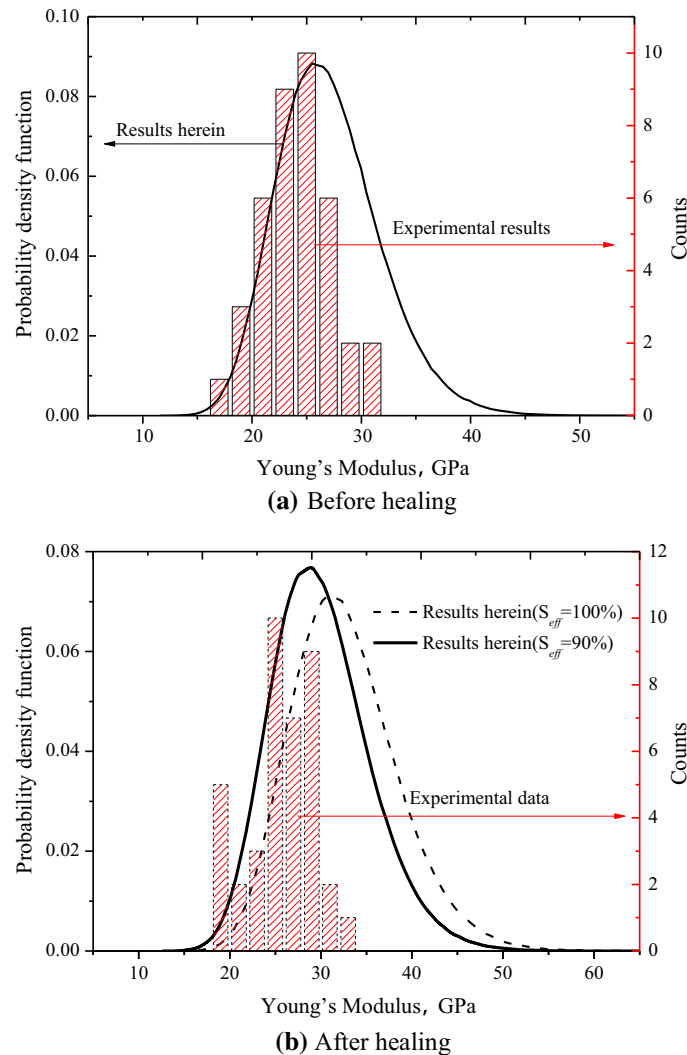 0.10
0.08
0.06
0.04
0.02
0.00
Probability density function
10
8
6
4
2
0
Counts
Results herein
Experimental results
10 20 30 40 50
Young's Modulus, GPa
(a) Before healing
0.08
0.06
0.04
0.02
0.00
Probability density function
12
10
8
6
4
2
0
Counts
Results herein(S_eff=100%)
Results herein(S_eff=90%)
Experimental data
10 20 30 40 50 60
Young's Modulus, GPa
(b) After healing